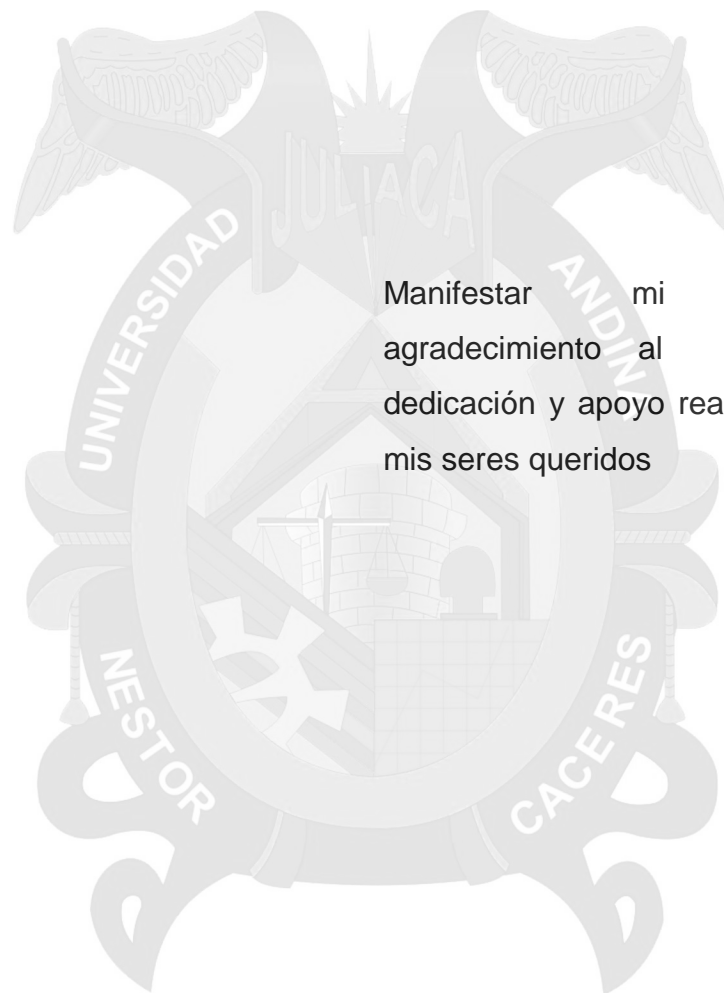 JULIACA
UNIVERSIDAD
ANDINA
Manifestar mi
agradecimiento al
dedicación y apoyo rea
mis seres queridos
NESTOR
CACERES